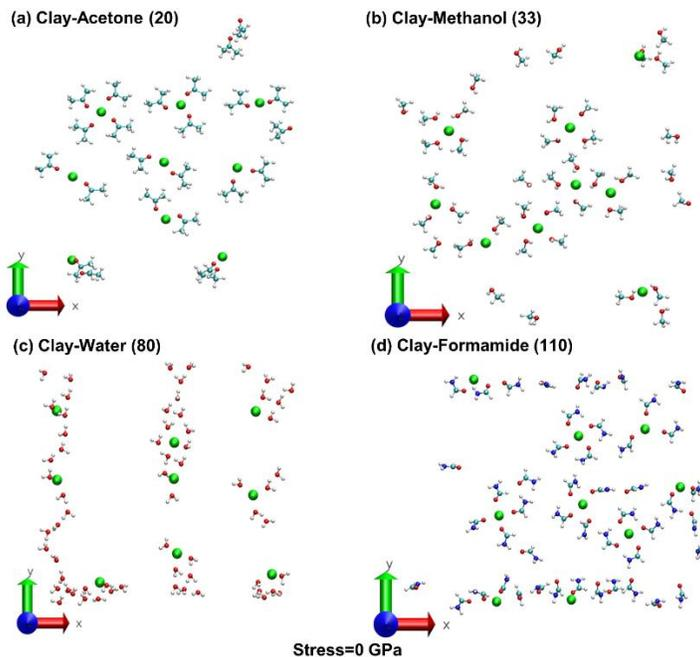 (a) Clay-Acetone (20)
(b) Clay-Methanol (33)
y
x
y
x
(c) Clay-Water (80)
(d) Clay-Formamide (110)
y
x
y
x
Stress=0 GPa